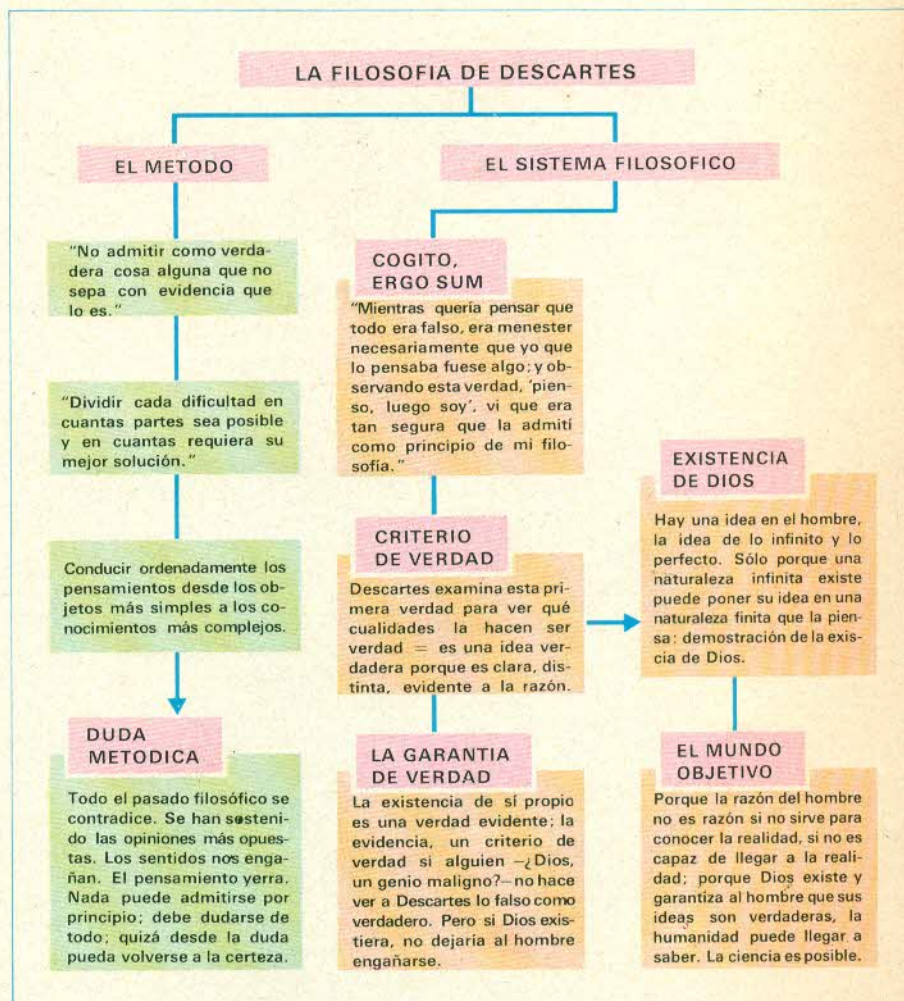 LA FILOSOFIA DE DESCARTES
EL METODO
"No admitir como verda-
dera cosa alguna que no
sepa con evidencia que
lo es."
"Dividir cada dificultad en
cuantas partes sea posible
y en cuantas requiera su
mejor solución."
Conducir ordenadamente los
pensamientos desde los ob-
jetos más simples a los co-
nocimientos más complejos.
DUDA
METODICA
Todo el pasado filosófico se
contradice. Se han sosteni-
do las opiniones más opues-
tas. Los sentidos nos enga-
ñan. El pensamiento yerra.
Nada puede admitirse por
principio; debe dudarse de
todo; quizá desde la duda
pueda volverse a la certeza.
EL SISTEMA FILOSOFICO
COGITO,
ERGO SUM
"Mientras quería pensar que
todo era falso, era menester
necesariamente que yo que
lo pensaba fuese algo; y ob-
servando esta verdad, 'pien-
so, luego soy', vi que era
tan segura que la admití
como principio de mi filo-
sofía."
CRITERIO
DE VERDAD
Descartes examina esta pri-
mera verdad para ver qué
cualidades la hacen ser
verdad = es una idea ver-
dadera porque es clara, dis-
tinta, evidente a la razón.
LA GARANTIA
DE VERDAD
La existencia de sí propio
es una verdad evidente; la
evidencia, un criterio de
verdad si alguien —¿Dios,
un genio maligno?— no hace
ver a Descartes lo falso como
verdadero. Pero si Dios exis-
tiera, no dejaría al hombre
engañarse.
EXISTENCIA
DE DIOS
Hay una idea en el hombre,
la idea de lo infinito y lo
perfecto. Sólo porque una
naturaleza infinita existe
puede poner su idea en una
naturaleza finita que la pien-
sa: demostración de la exis-
cia de Dios.
EL MUNDO
OBJETIVO
Porque la razón del hombre
no es razón si no sirve para
conocer la realidad, si no es
capaz de llegar a la reali-
dad; porque Dios existe y
garantiza al hombre que sus
ideas son verdaderas, la
humanidad puede llegar a
saber. La ciencia es posible.